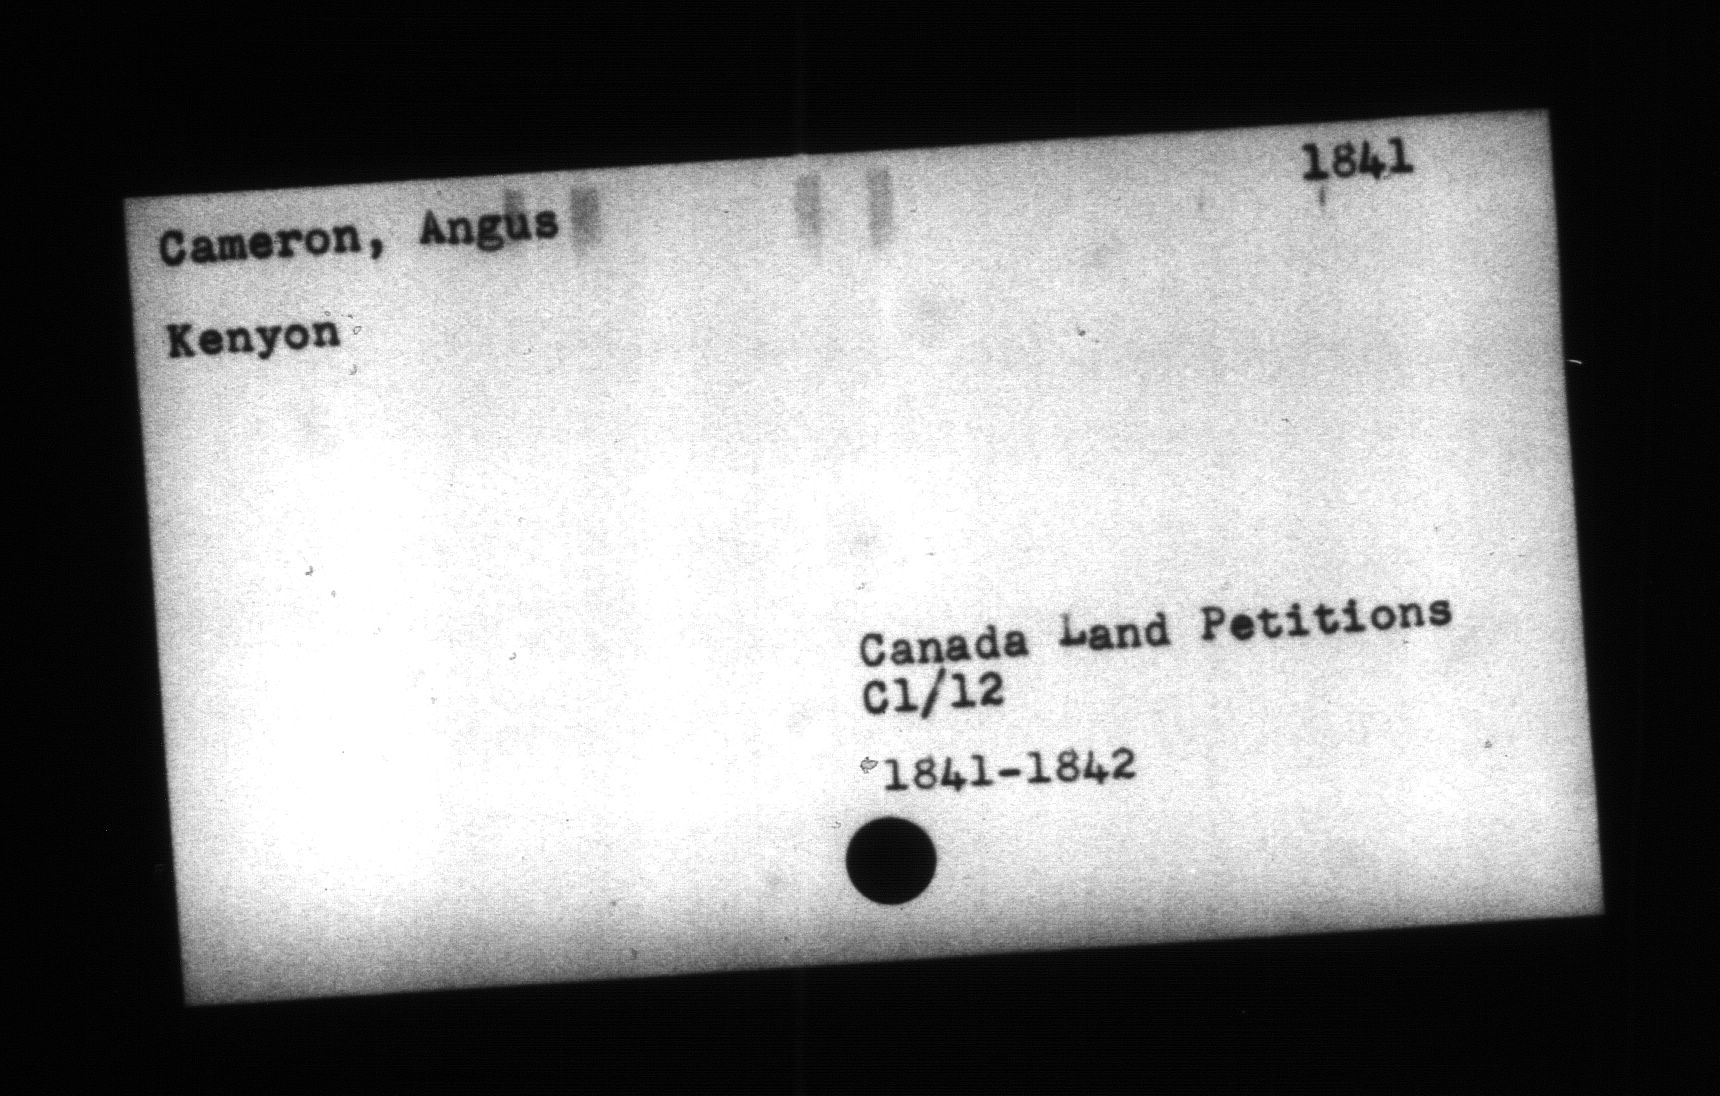 Cameron, Angus 1841
Kenyon
Canada Land Petitions
C1/12
1841-1842